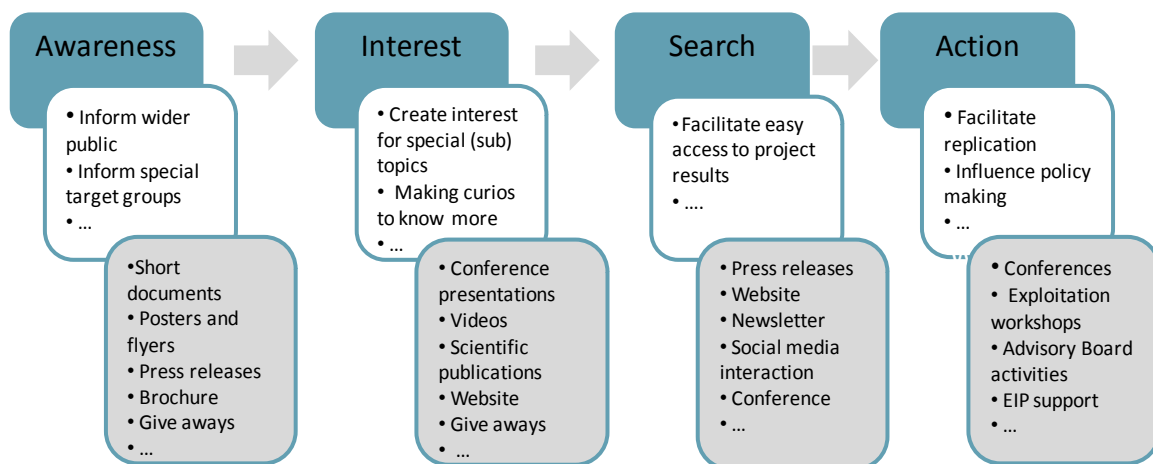 Awareness
• Inform wider
public
• Inform special
target groups
• ...
•Short
documents
• Posters and
flyers
• Press releases
• Brochure
• Give aways
• ...
Interest
• Create interest
for special (sub)
topics
• Making curios
to know more
• ...
• Conference
presentations
• Videos
• Scientific
publications
• Website
• Give aways
• ...
Search
• Facilitate easy
access to project
results
• ....
• Press releases
• Website
• Newsletter
• Social media
interaction
• Conference
• ...
Action
• Facilitate
replication
• Influence policy
making
• ...
• Conferences
• Exploitation
workshops
• Advisory Board
activities
• EIP support
• ...